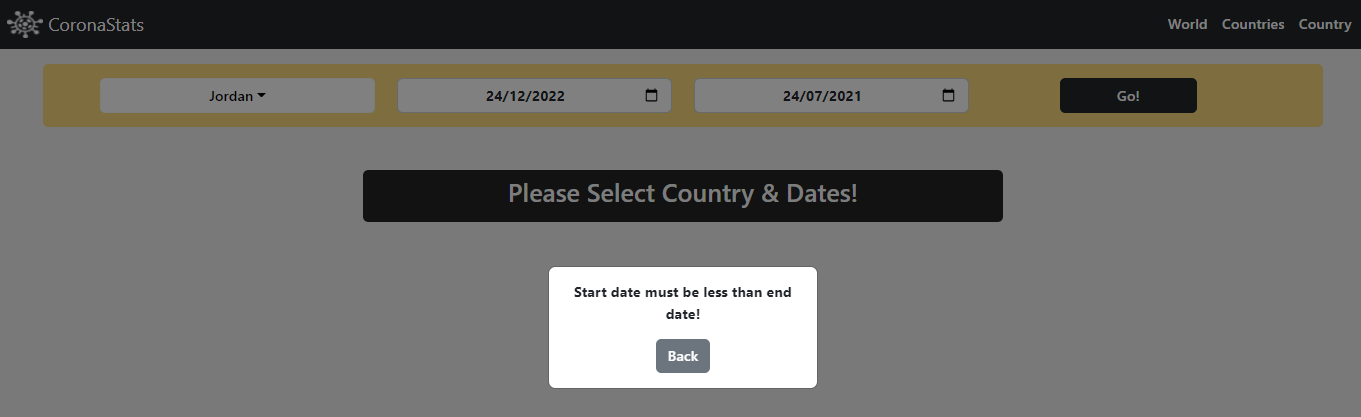 CoronaStats World Countries Country
Jordan 24/12/2022 24/07/2021 Go!
Please Select Country & Dates!
Start date must be less than end
date!
Back